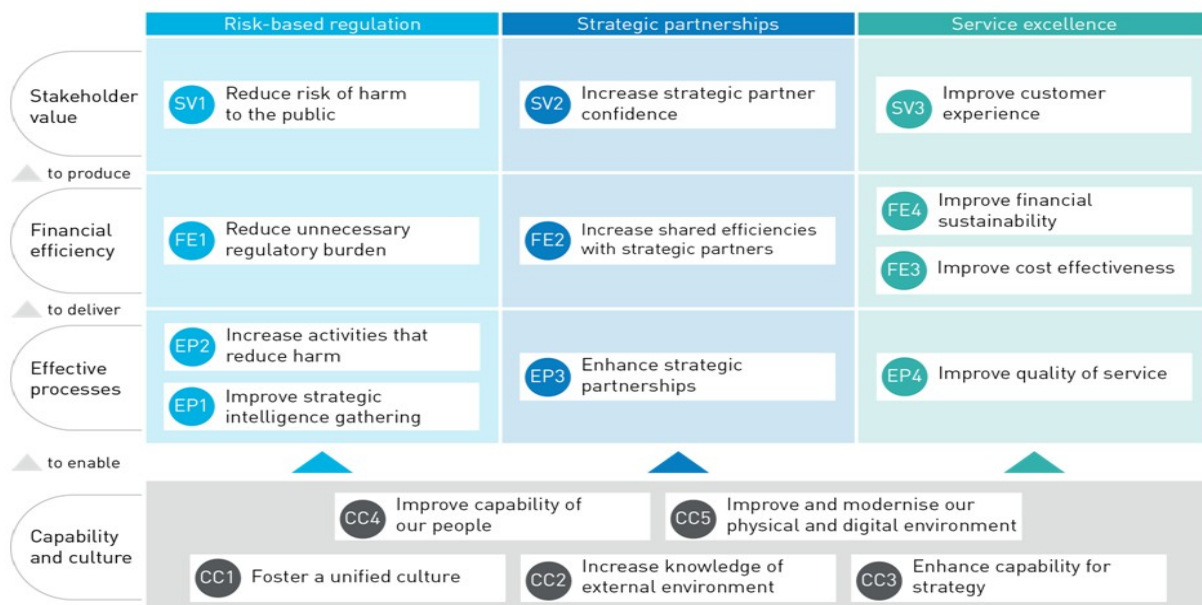 Risk-based regulation
Strategic partnerships
Service excellence
Stakeholder
value
SV1
Reduce risk of harm
to the public
SV2
Increase strategic partner
confidence
SV3
Improve customer
experience
to produce
Financial
efficiency
FE1
Reduce unnecessary
regulatory burden
FE2
Increase shared efficiencies
with strategic partners
FE4
Improve financial
sustainability
FE3
Improve cost effectiveness
to deliver
Effective
processes
EP2
Increase activities that
reduce harm
EP1
Improve strategic
intelligence gathering
EP3
Enhance strategic
partnerships
EP4
Improve quality of service
to enable
Capability
and culture
CC4
Improve capability of
our people
CC5
Improve and modernise our
physical and digital environment
CC1
Foster a unified culture
CC2
Increase knowledge of
external environment
CC3
Enhance capability for
strategy